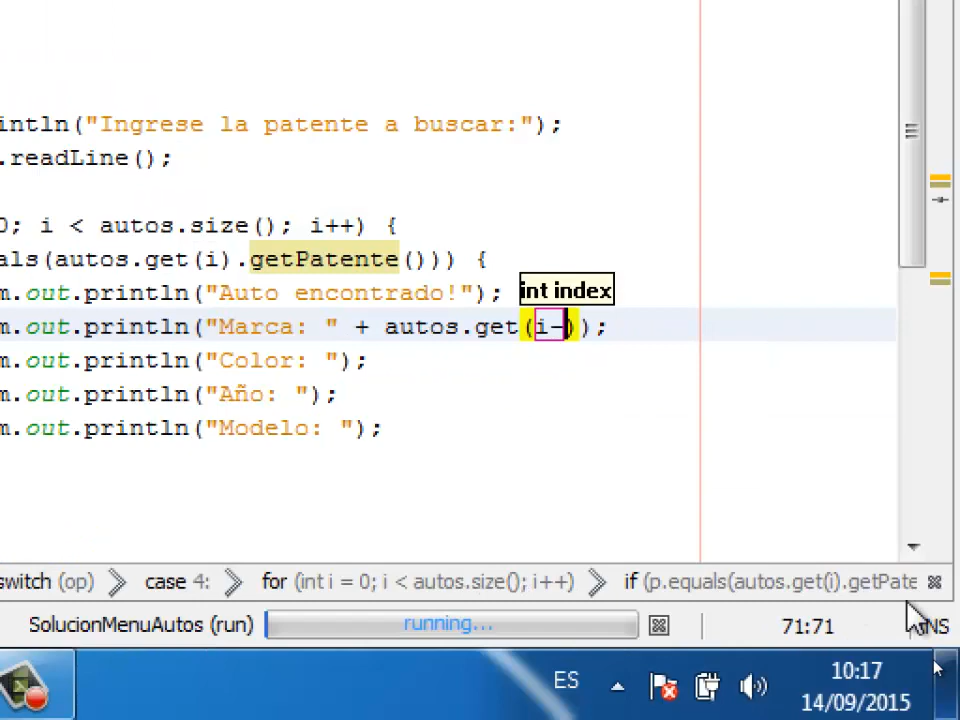 intln("Ingrese la patente a buscar:");
.readLine();
0; i < autos.size(); i++) {
als(autos.get(i).getPatente())) {
m.out.println("Auto encontrado!");
int index
m.out.println("Marca: " + autos.get(i-));
m.out.println("Color: ");
m.out.println("Año: ");
m.out.println("Modelo: ");
switch (op) case 4: for (int i = 0; i < autos.size(); i++) if (p.equals(autos.get(i).getPate
SolucionMenuAutos (run) running... 71:71 NS
ES 10:17
14/09/2015